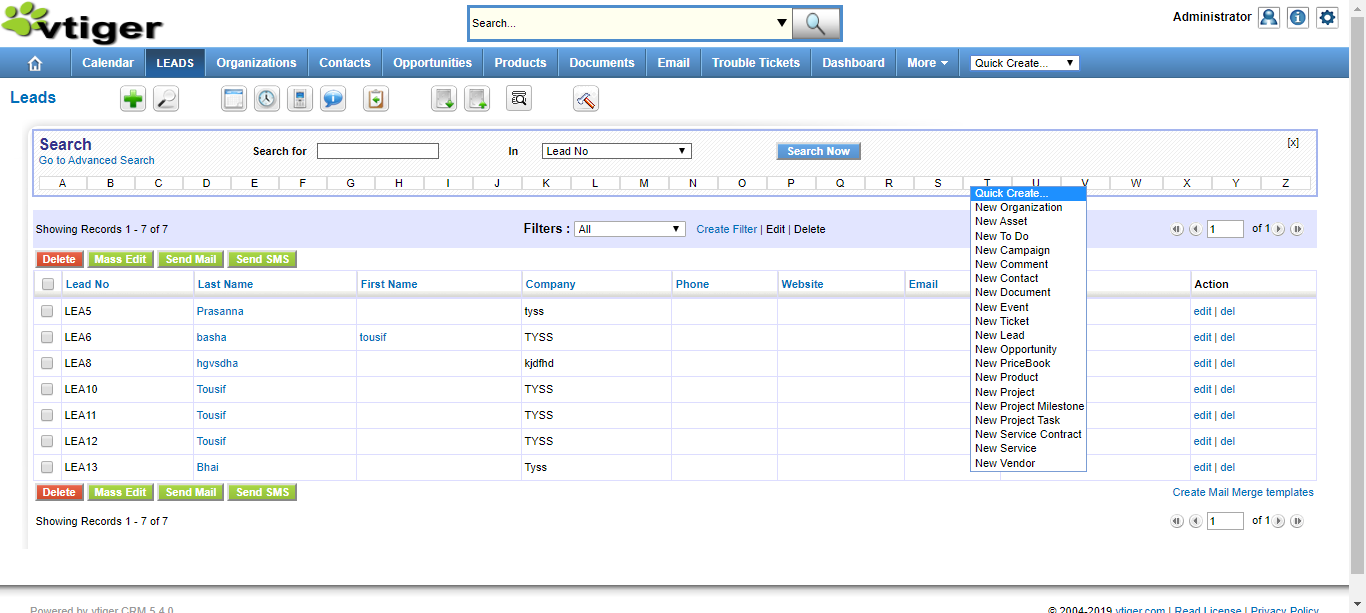 vtiger
Search...
Administrator
Calendar LEADS Organizations Contacts Opportunities Products Documents Email Trouble Tickets Dashboard More Quick Create...
Leads
Search
Go to Advanced Search
Search for In Lead No Search Now [x]
A B C D E F G H I J K L M N O P Q R S T U V W X Y Z
Quick Create...
New Organization
New Asset
New To Do
New Campaign
New Comment
New Contact
New Document
New Event
New Ticket
New Lead
New Opportunity
New PriceBook
New Product
New Project
New Project Milestone
New Project Task
New Service Contract
New Service
New Vendor
Showing Records 1 - 7 of 7 Filters : All Create Filter | Edit | Delete 1 of 1
Delete Mass Edit Send Mail Send SMS
Lead No Last Name First Name Company Phone Website Email Action
LEA5 Prasanna tyss edit | del
LEA6 basha tousif TYSS edit | del
LEA8 hgvsdha kjdfhd edit | del
LEA10 Tousif TYSS edit | del
LEA11 Tousif TYSS edit | del
LEA12 Tousif TYSS edit | del
LEA13 Bhai Tyss edit | del
Delete Mass Edit Send Mail Send SMS Create Mail Merge templates
Showing Records 1 - 7 of 7 1 of 1
Powered by vtiger CRM 5.4.0 © 2004-2019 vtiger.com | Read License | Privacy Policy